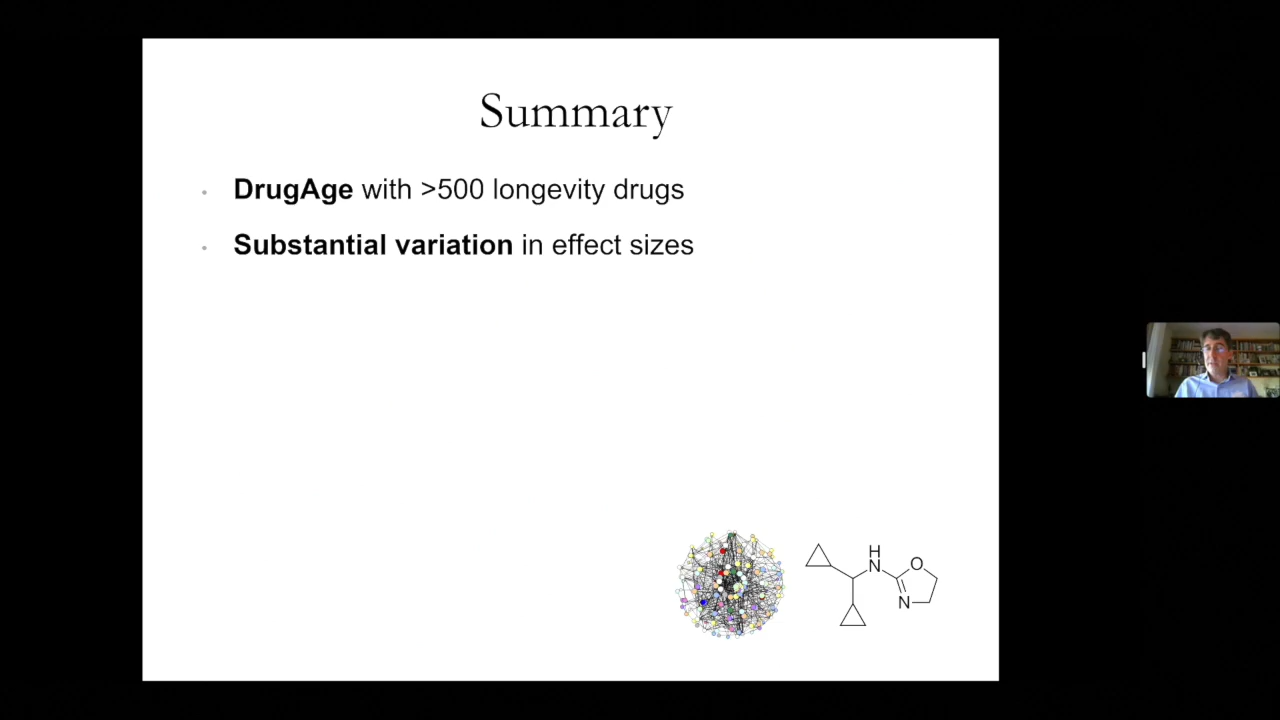 Summary
• DrugAge with >500 longevity drugs
• Substantial variation in effect sizes
H
N
O
N